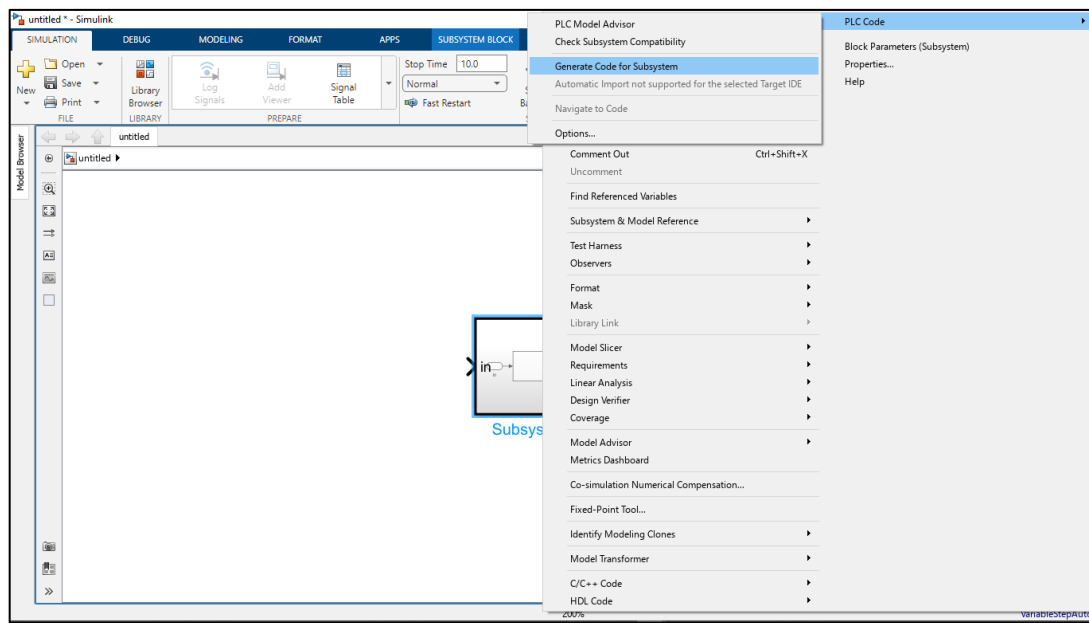 untitled * - Simulink
SIMULATION DEBUG MODELING FORMAT APPS SUBSYSTEM BLOCK
New
Open
Save
Print
FILE
Library
Browser
LIBRARY
Log
Signals
Add
Viewer
Signal
Table
PREPARE
Stop Time 10.0
Normal
Fast Restart
Model Browser
untitled
untitled
in
PLC Model Advisor
Check Subsystem Compatibility
Generate Code for Subsystem
Automatic Import not supported for the selected Target IDE
Navigate to Code
Options...
Comment Out Ctrl+Shift+X
Uncomment
Find Referenced Variables
Subsystem & Model Reference
Test Harness
Observers
Format
Mask
Library Link
Model Slicer
Requirements
Linear Analysis
Design Verifier
Coverage
Model Advisor
Metrics Dashboard
Co-simulation Numerical Compensation...
Fixed-Point Tool...
Identify Modeling Clones
Model Transformer
C/C++ Code
HDL Code
PLC Code
Block Parameters (Subsystem)
Properties...
Help
Subsys
200%
VariableStepAuto